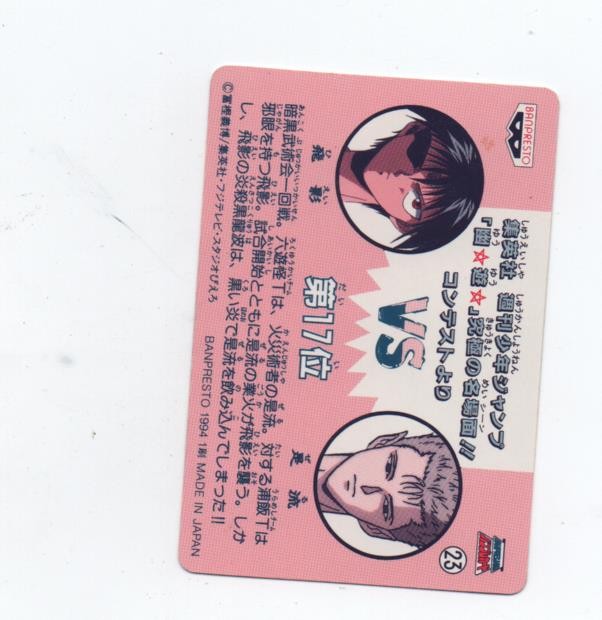 BANPRESTO
集英社 週刊少年ジャンプ
「幽☆遊☆」究極の名場面!!
コンテストより
飛影
VS
是流
第17位
暗黒武術会一回戦。六遊怪Tは、火炎術者の是流。対する浦飯Tは
邪眼を持つ飛影。試合開始とともに是流の業火が飛影を襲う。しか
し、飛影の炎殺黒龍波は、黒い炎で是流を飲み込んでしまった!!
©冨樫義博/集英社・フジテレビ・スタジオぴえろ
BANPRESTO 1994 1刷 MADE IN JAPAN
23